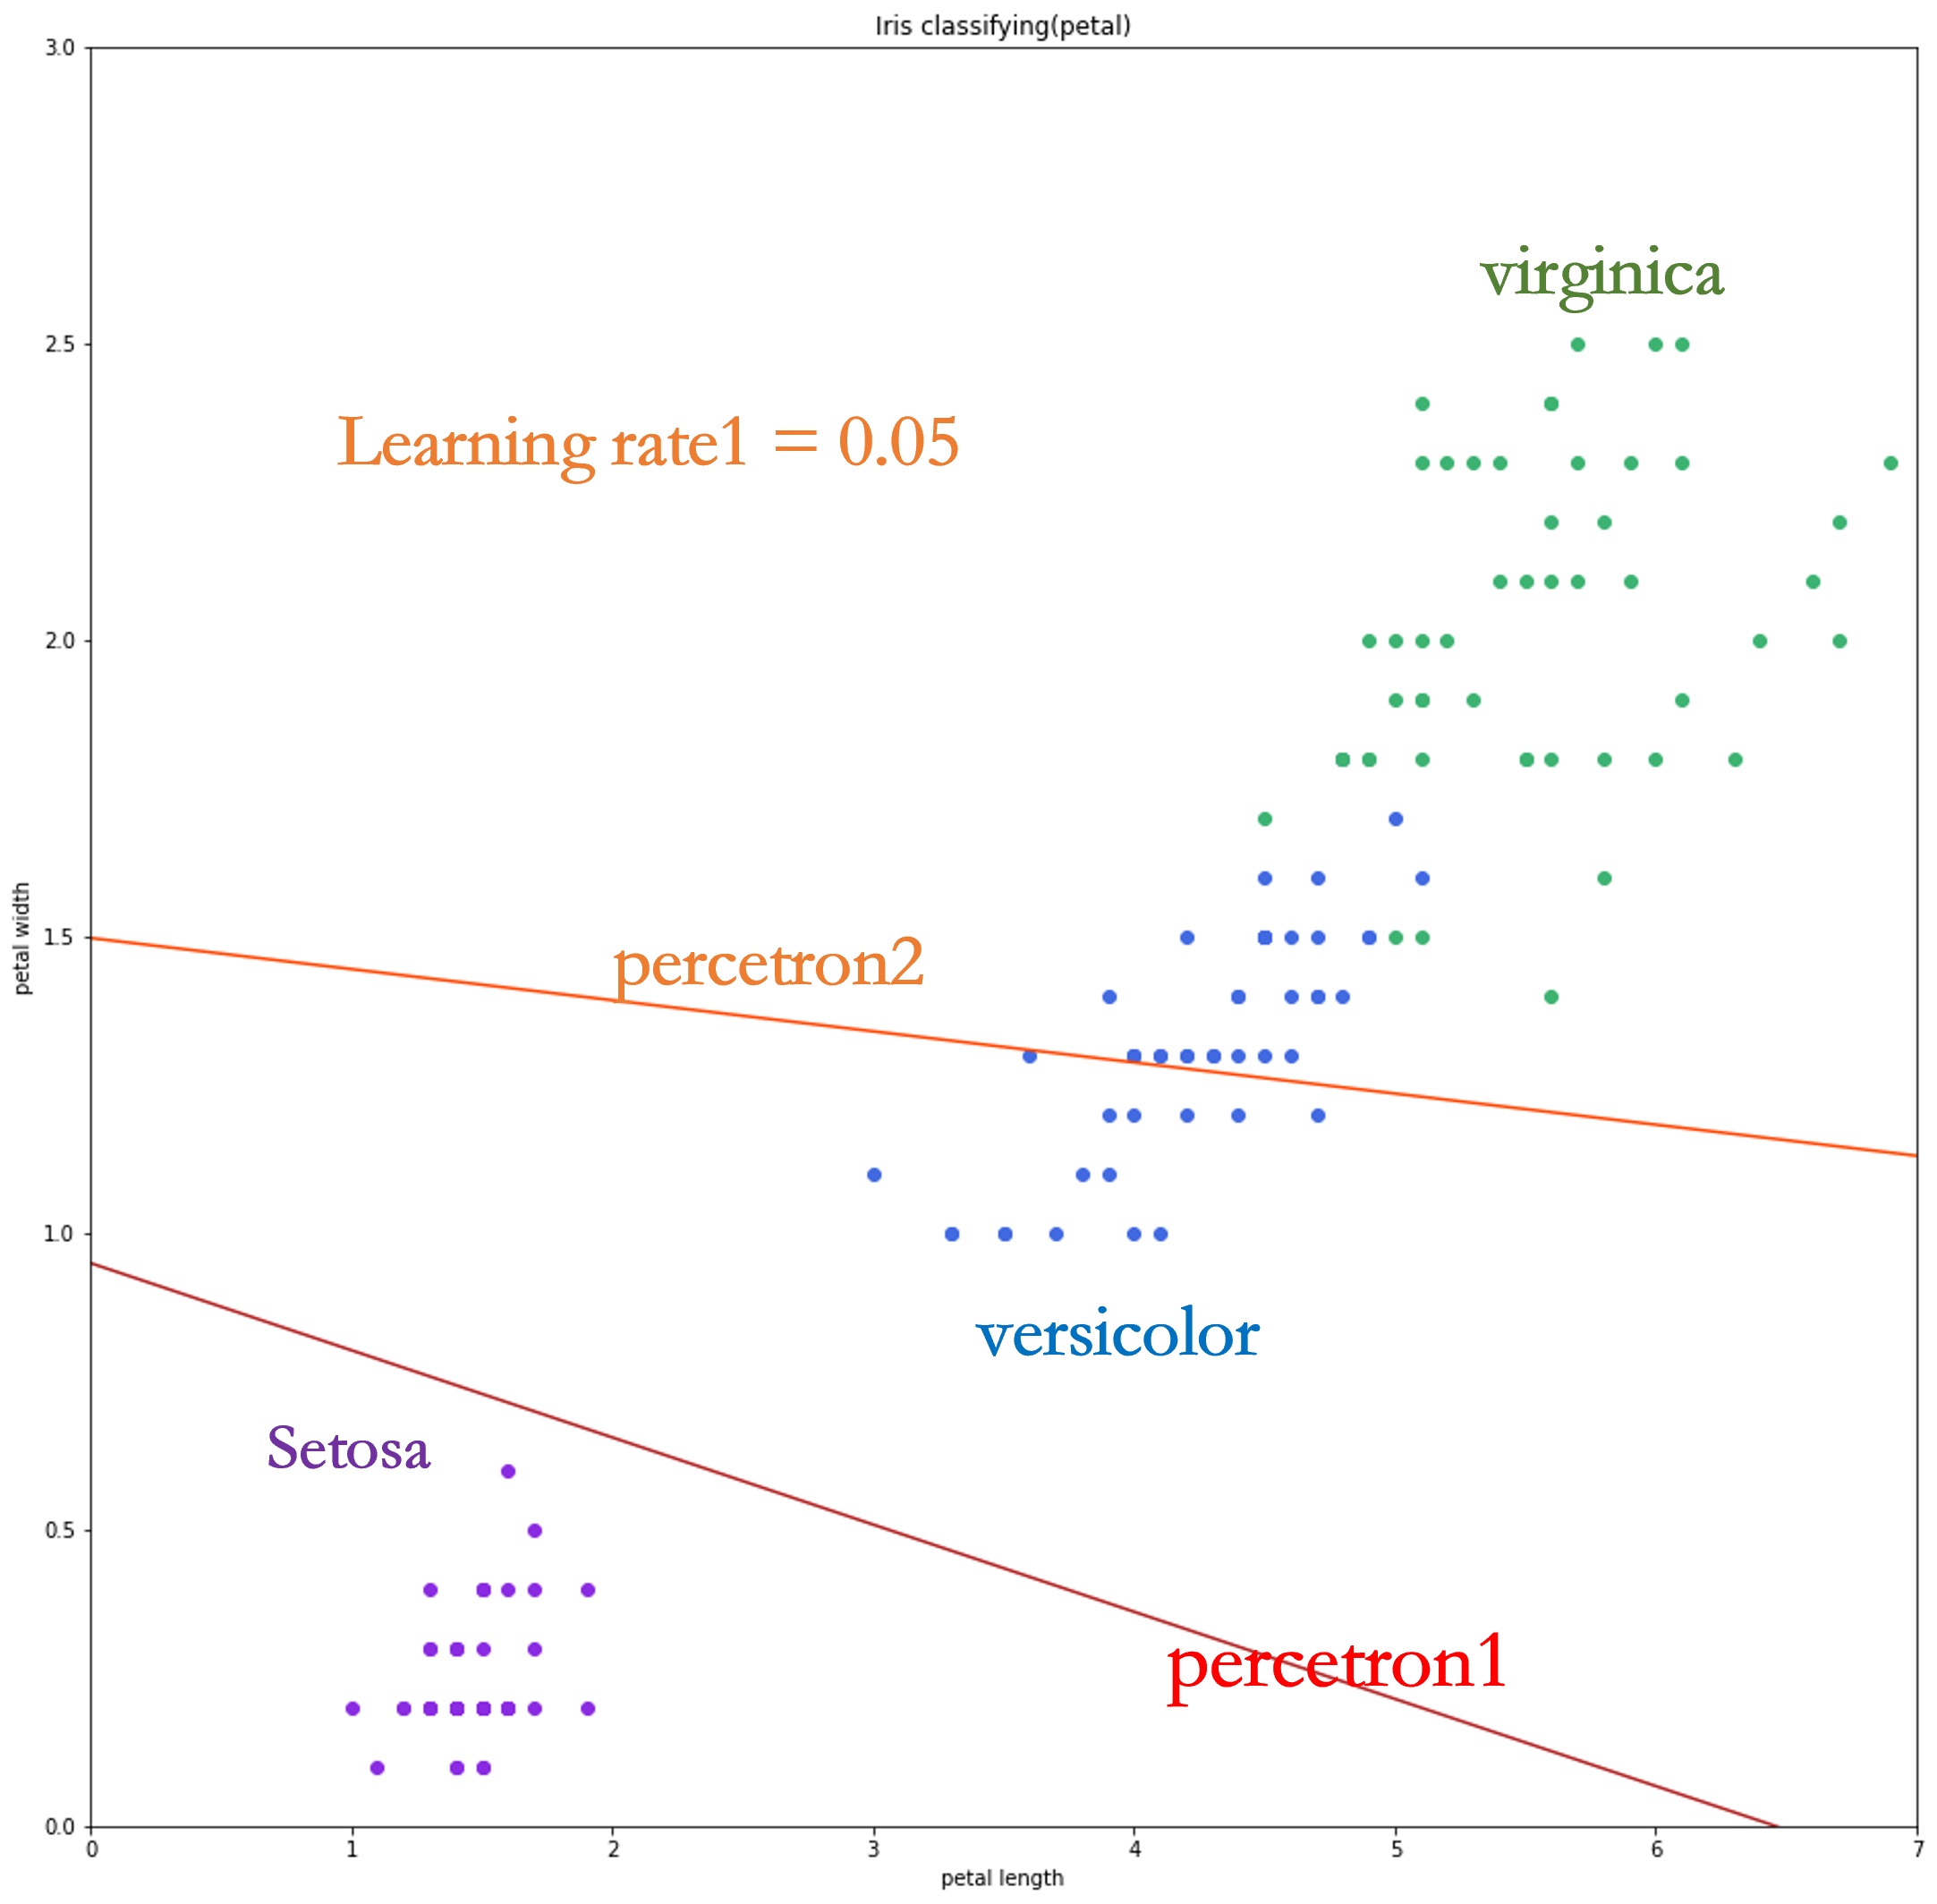 Iris classifying(petal)
3.0
virginica
2.5
Learning rate1 = 0.05
2.0
petal width
1.5
percetron2
1.0
versicolor
Setosa
0.5
percetron1
0.0
0 1 2 3 4 5 6 7
petal length